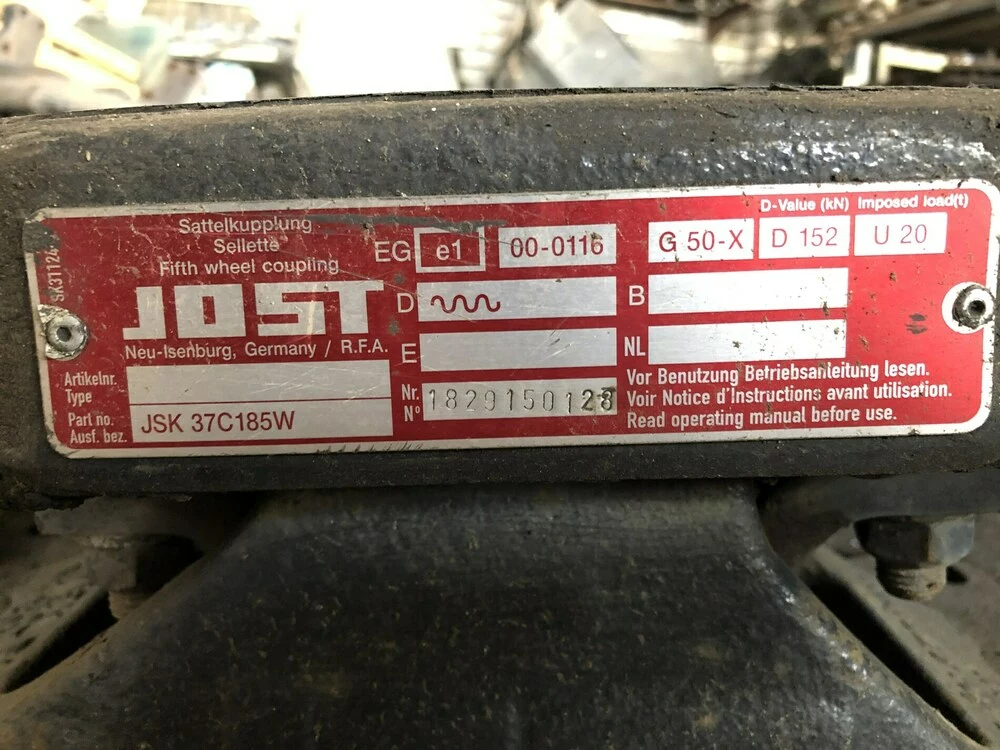 Sattelkupplung
Sellette
Fifth wheel coupling
JOST
Neu-Isenburg, Germany / R.F.A.
EG e1 00-0116
G 50-X
D-Value (kN)
D 152
Imposed load(t)
U 20
D
B
E
NL
Artikelnr.
Type
Part no.
Ausf. bez.
JSK 37C185W
Nr.
N°
1829150128
Vor Benutzung Betriebsanleitung lesen.
Voir Notice d'Instructions avant utilisation.
Read operating manual before use.